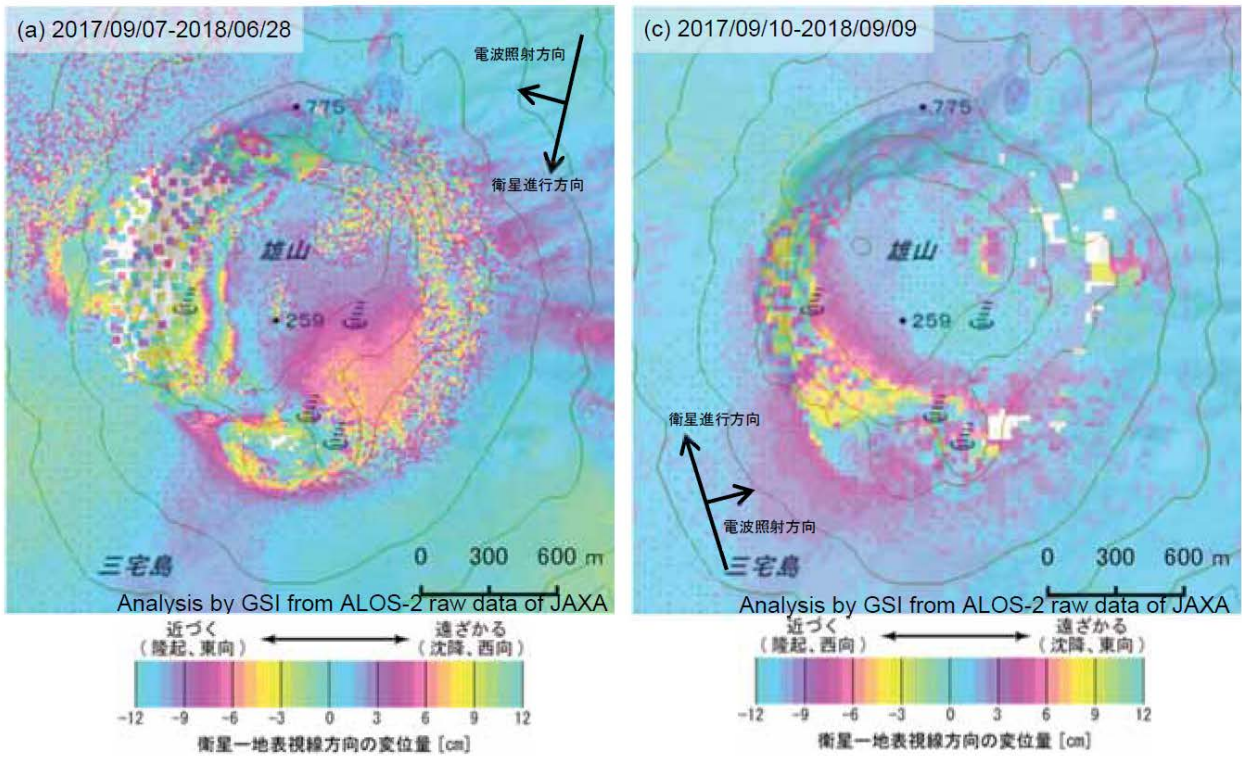 (a) 2017/09/07-2018/06/28
電波照射方向
775
衛星進行方向
雄山
259
三宅島
0 300 600 m
Analysis by GSI from ALOS-2 raw data of JAXA
近づく
(隆起、東向)
遠ざかる
(沈降、西向)
-12 -9 -6 -3 0 3 6 9 12
衛星−地表視線方向の変位量 [cm]
(c) 2017/09/10-2018/09/09
775
雄山
259
衛星進行方向
電波照射方向
三宅島
0 300 600 m
Analysis by GSI from ALOS-2 raw data of JAXA
近づく
(隆起、西向)
遠ざかる
(沈降、東向)
-12 -9 -6 -3 0 3 6 9 12
衛星−地表視線方向の変位量 [cm]